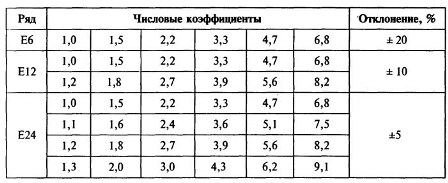 Ряд Числовые коэффициенты Отклонение, %
E6 1,0 1,5 2,2 3,3 4,7 6,8 ± 20
E12 1,0 1,5 2,2 3,3 4,7 6,8 ± 10
1,2 1,8 2,7 3,9 5,6 8,2
E24 1,0 1,5 2,2 3,3 4,7 6,8 ±5
1,1 1,6 2,4 3,6 5,1 7,5
1,2 1,8 2,7 3,9 5,6 8,2
1,3 2,0 3,0 4,3 6,2 9,1